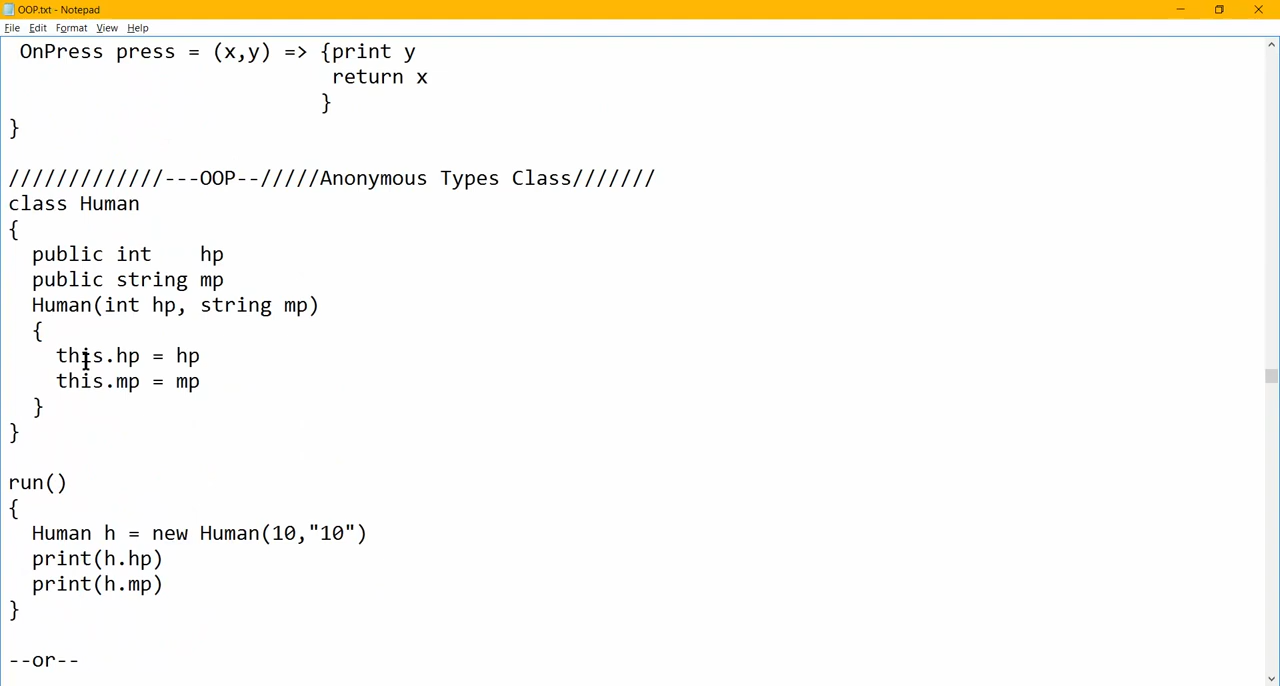 OOP.txt - Notepad
File Edit Format View Help
OnPress press = (x,y) => {print y
return x
}
}
/////////////---OOP--/////Anonymous Types Class///////
class Human
{
public int    hp
public string mp
Human(int hp, string mp)
{
this.hp = hp
this.mp = mp
}
}
run()
{
Human h = new Human(10,"10")
print(h.hp)
print(h.mp)
}
--or--